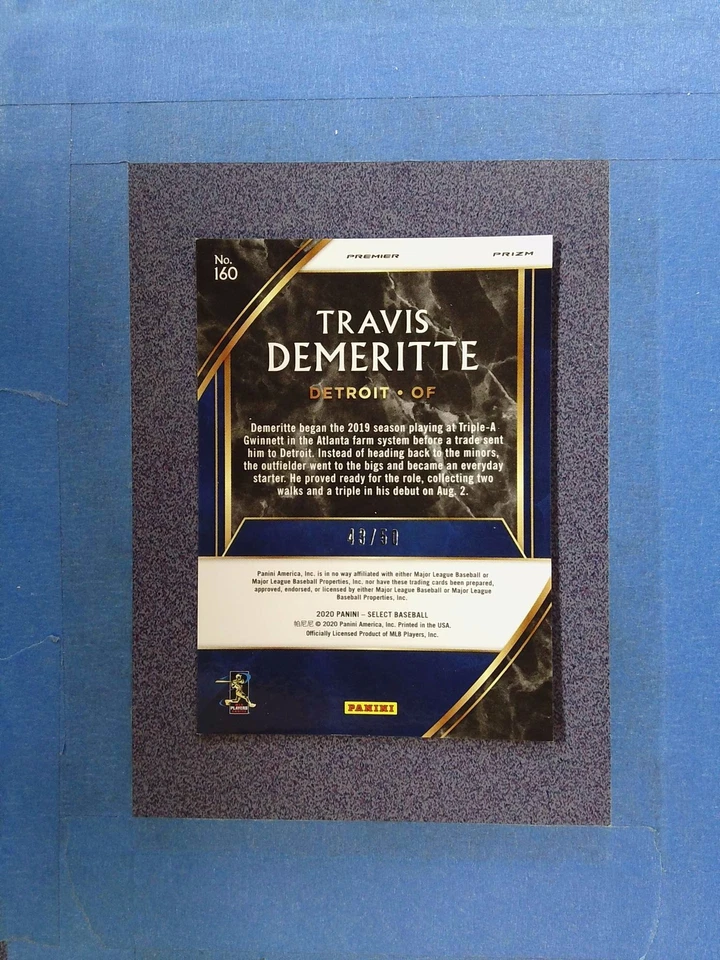 No.
160
PREMIER
PRIZM
TRAVIS
DEMERITTE
DETROIT • OF
Demeritte began the 2019 season playing at Triple-A
Gwinnett in the Atlanta farm system before a trade sent
him to Detroit. Instead of heading back to the minors,
the outfielder went to the bigs and became an everyday
starter. He proved ready for the role, collecting two
walks and a triple in his debut on Aug. 2.
43/50
Panini America, Inc. is in no way affiliated with either Major League Baseball or
Major League Baseball Properties, Inc. nor have these trading cards been prepared,
approved, endorsed, or licensed by either Major League Baseball or Major League
Baseball Properties, Inc.
2020 PANINI – SELECT BASEBALL
帕尼尼 © 2020 Panini America, Inc. Printed in the USA.
Officially Licensed Product of MLB Players, Inc.
PLAYERS
PANINI